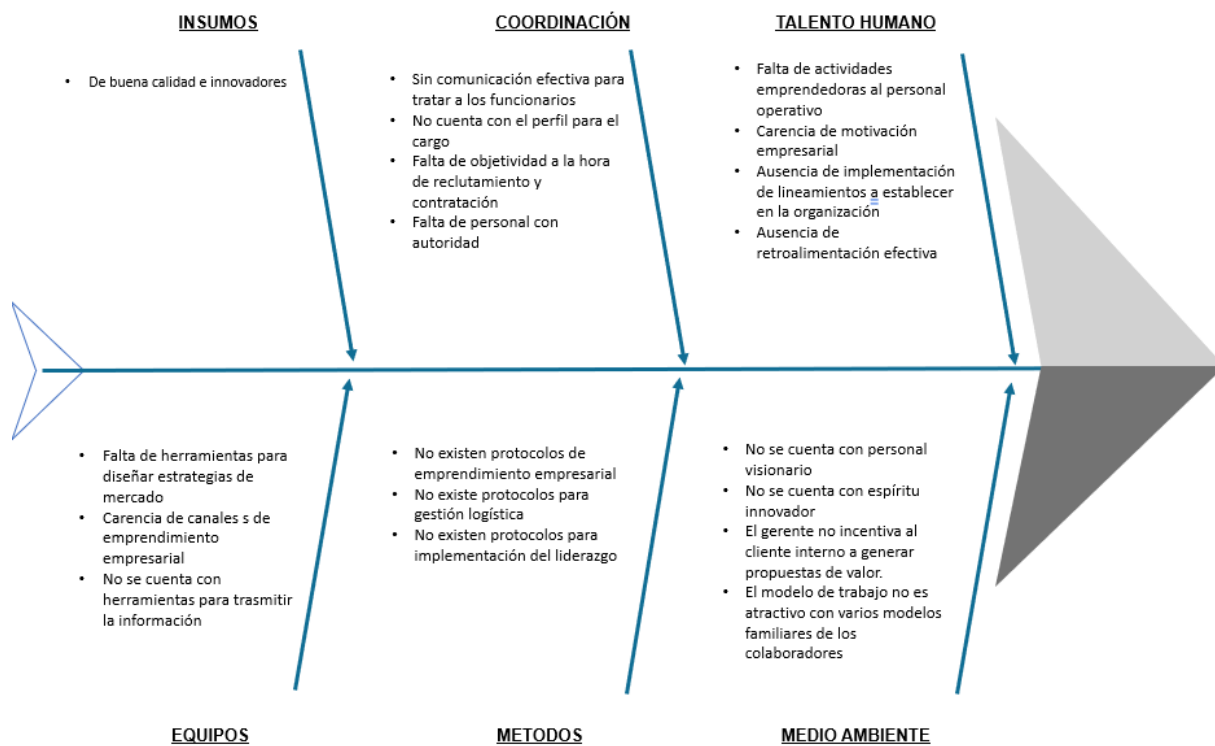 INSUMOS
COORDINACIÓN
TALENTO HUMANO
• De buena calidad e innovadores
• Sin comunicación efectiva para
tratar a los funcionarios
• No cuenta con el perfil para el
cargo
• Falta de objetividad a la hora
de reclutamiento y
contratación
• Falta de personal con
autoridad
• Falta de actividades
emprendedoras al personal
operativo
• Carencia de motivación
empresarial
• Ausencia de implementación
de lineamientos a establecer
en la organización
• Ausencia de
retroalimentación efectiva
• Falta de herramientas para
diseñar estrategias de
mercado
• Carencia de canales s de
emprendimiento
empresarial
• No se cuenta con
herramientas para trasmitir
la información
• No existen protocolos de
emprendimiento empresarial
• No existe protocolos para
gestión logística
• No existen protocolos para
implementación del liderazgo
• No se cuenta con personal
visionario
• No se cuenta con espíritu
innovador
• El gerente no incentiva al
cliente interno a generar
propuestas de valor.
• El modelo de trabajo no es
atractivo con varios modelos
familiares de los
colaboradores
EQUIPOS
METODOS
MEDIO AMBIENTE